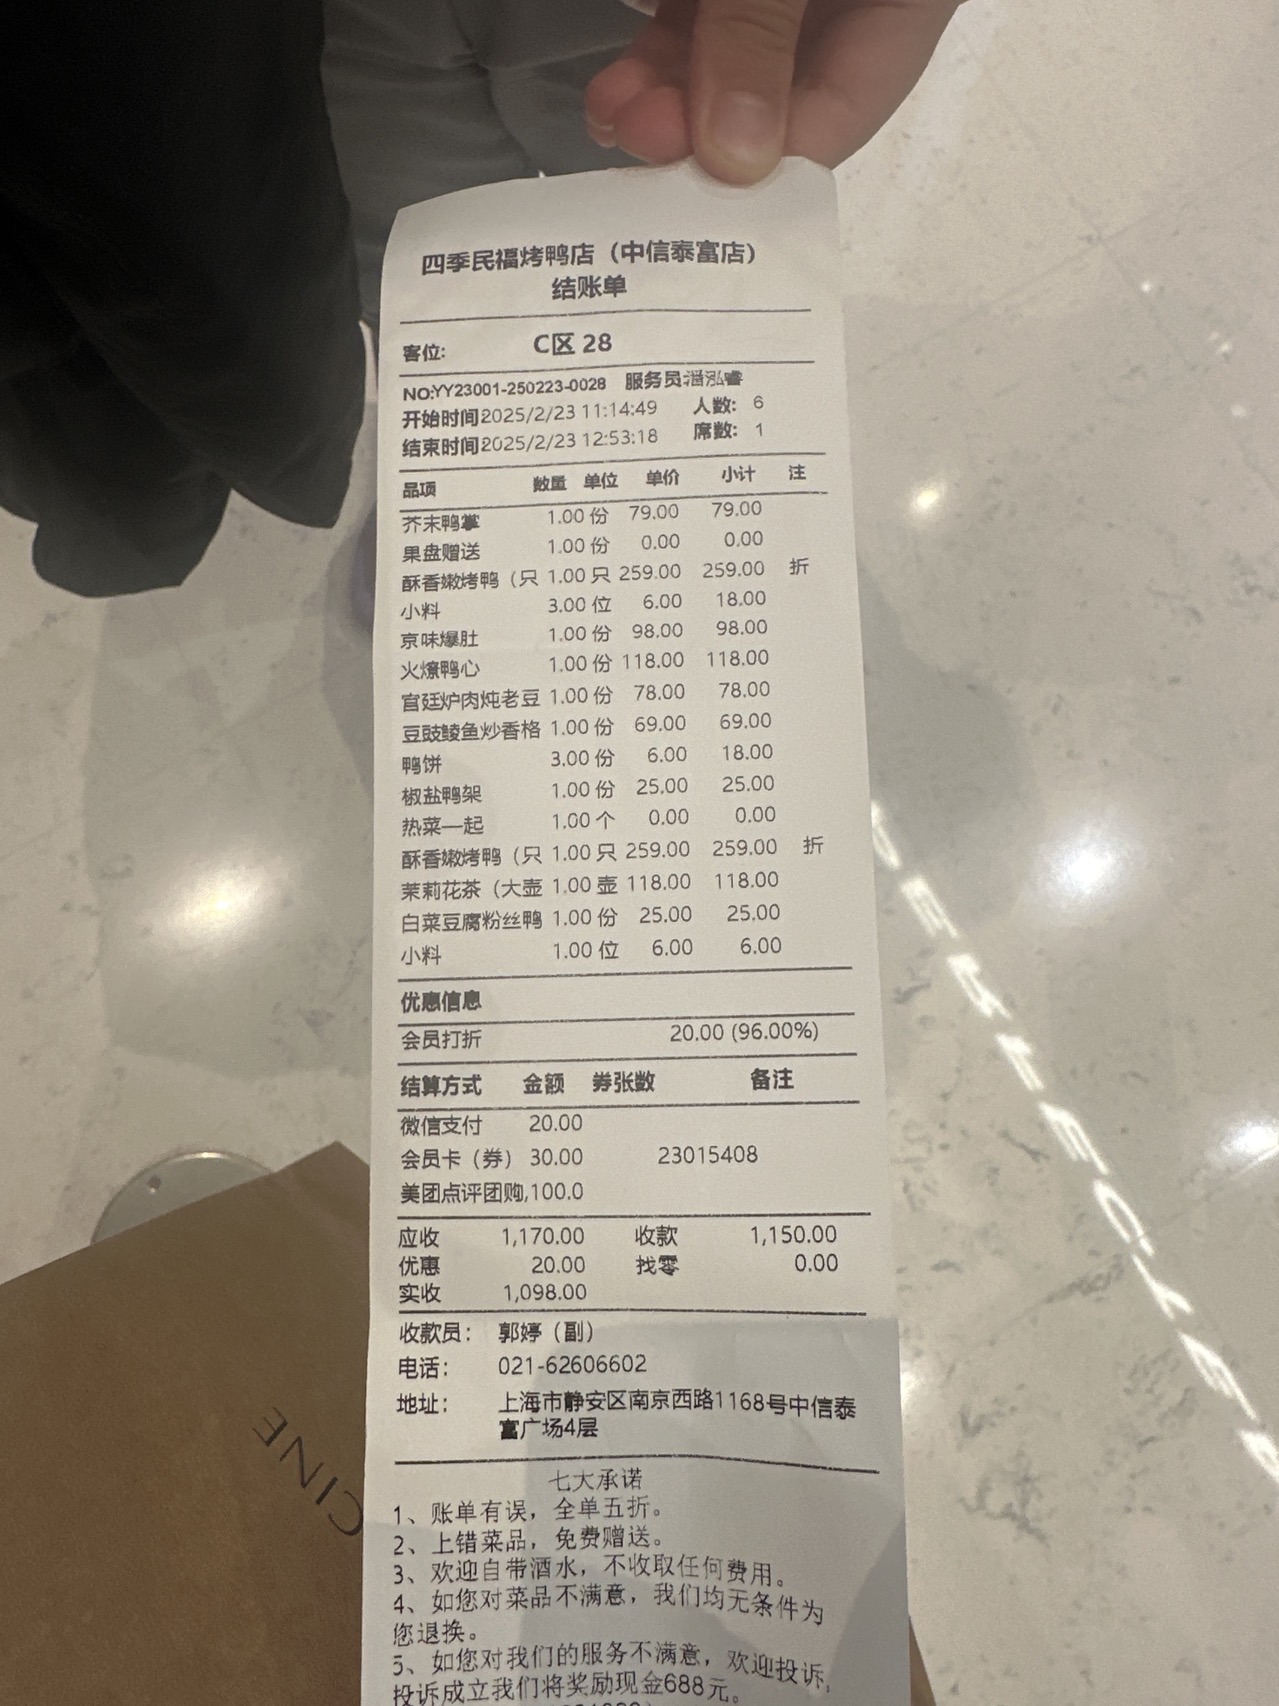 四季民福烤鸭店（中信泰富店）
结账单
客位: C区 28
NO:YY23001-250223-0028 服务员:潘泓睿
开始时间2025/2/23 11:14:49 人数: 6
结束时间2025/2/23 12:53:18 席数: 1
品项 数量 单位 单价 小计 注
芥末鸭掌 1.00 份 79.00 79.00
果盘赠送 1.00 份 0.00 0.00
酥香嫩烤鸭（只 1.00 只 259.00 259.00 折
小料 3.00 位 6.00 18.00
京味爆肚 1.00 份 98.00 98.00
火燎鸭心 1.00 份 118.00 118.00
宫廷炉肉炖老豆 1.00 份 78.00 78.00
豆豉鲮鱼炒香格 1.00 份 69.00 69.00
鸭饼 3.00 份 6.00 18.00
椒盐鸭架 1.00 份 25.00 25.00
热菜一起 1.00 个 0.00 0.00
酥香嫩烤鸭（只 1.00 只 259.00 259.00 折
茉莉花茶（大壶 1.00 壶 118.00 118.00
白菜豆腐粉丝鸭 1.00 份 25.00 25.00
小料 1.00 位 6.00 6.00
优惠信息
会员打折 20.00 (96.00%)
结算方式 金额 券张数 备注
微信支付 20.00
会员卡（券） 30.00 23015408
美团点评团购,100.0
应收 1,170.00 收款 1,150.00
优惠 20.00 找零 0.00
实收 1,098.00
收款员: 郭婷（副）
电话: 021-62606602
地址: 上海市静安区南京西路1168号中信泰
富广场4层
七大承诺
1、账单有误，全单五折。
2、上错菜品，免费赠送。
3、欢迎自带酒水，不收取任何费用。
4、如您对菜品不满意，我们均无条件为
您退换。
5、如您对我们的服务不满意，欢迎投诉,
投诉成立我们将奖励现金688元。
CINE